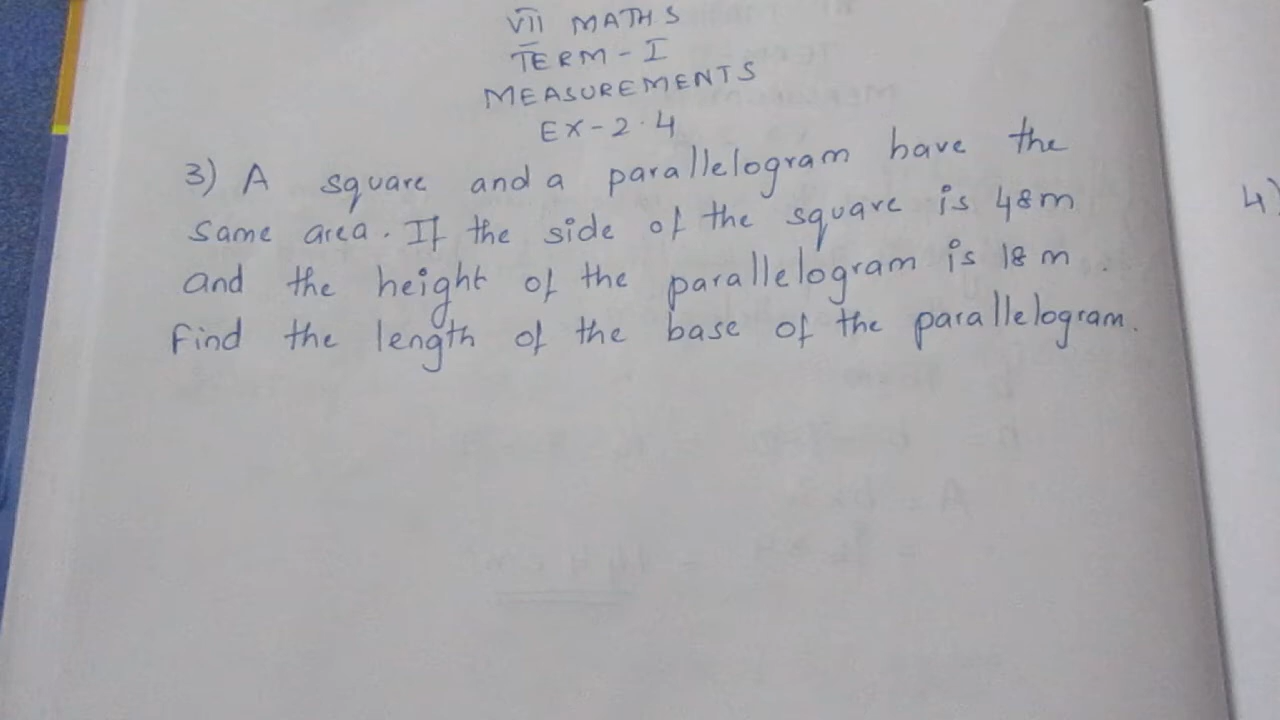 VII MATHS
TERM - I
MEASUREMENTS
EX - 2.4
3) A square and a parallelogram have the
same area. If the side of the square is 48m
and the height of the parallelogram is 18 m.
Find the length of the base of the parallelogram.
4)